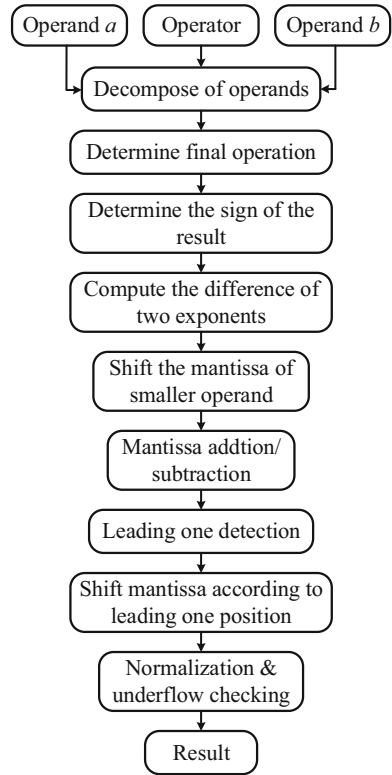 Operand a
Operator
Operand b
Decompose of operands
Determine final operation
Determine the sign of the
result
Compute the difference of
two exponents
Shift the mantissa of
smaller operand
Mantissa addtion/
subtraction
Leading one detection
Shift mantissa according to
leading one position
Normalization &
underflow checking
Result